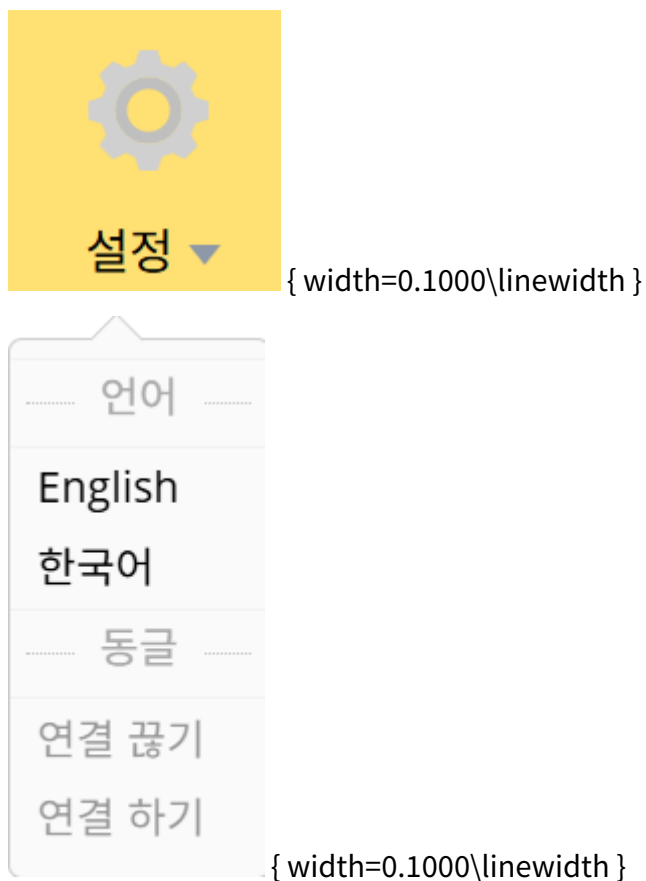 설정
{ width=0.1000\linewidth }
언어
English
한국어
동글
연결 끊기
연결 하기
{ width=0.1000\linewidth }